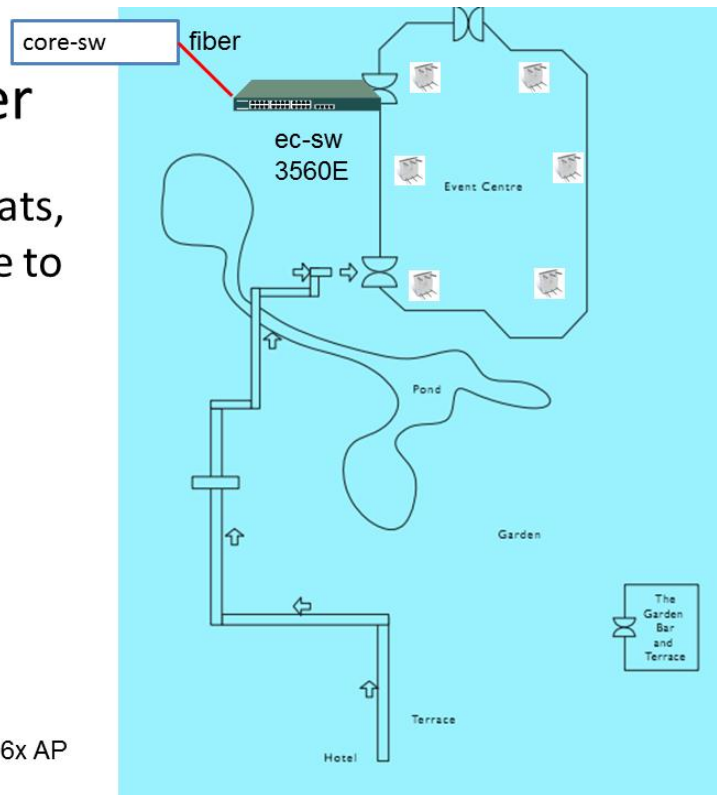 core-sw
fiber
er
ec-sw
3560E
ats,
e to
Event Centre
Pond
Garden
The
Garden
Bar
and
Terrace
Terrace
6x AP
Hotel